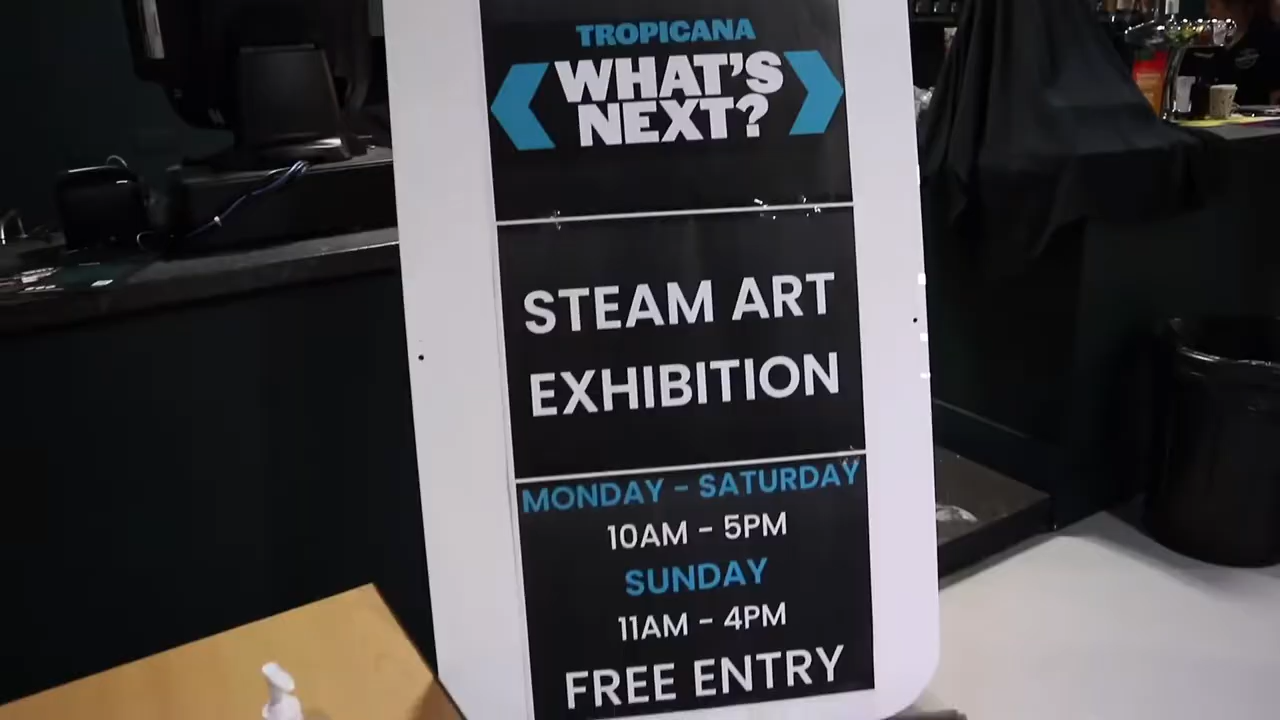 TROPICANA
WHAT'S
NEXT?
STEAM ART
EXHIBITION
MONDAY - SATURDAY
10AM - 5PM
SUNDAY
11AM - 4PM
FREE ENTRY